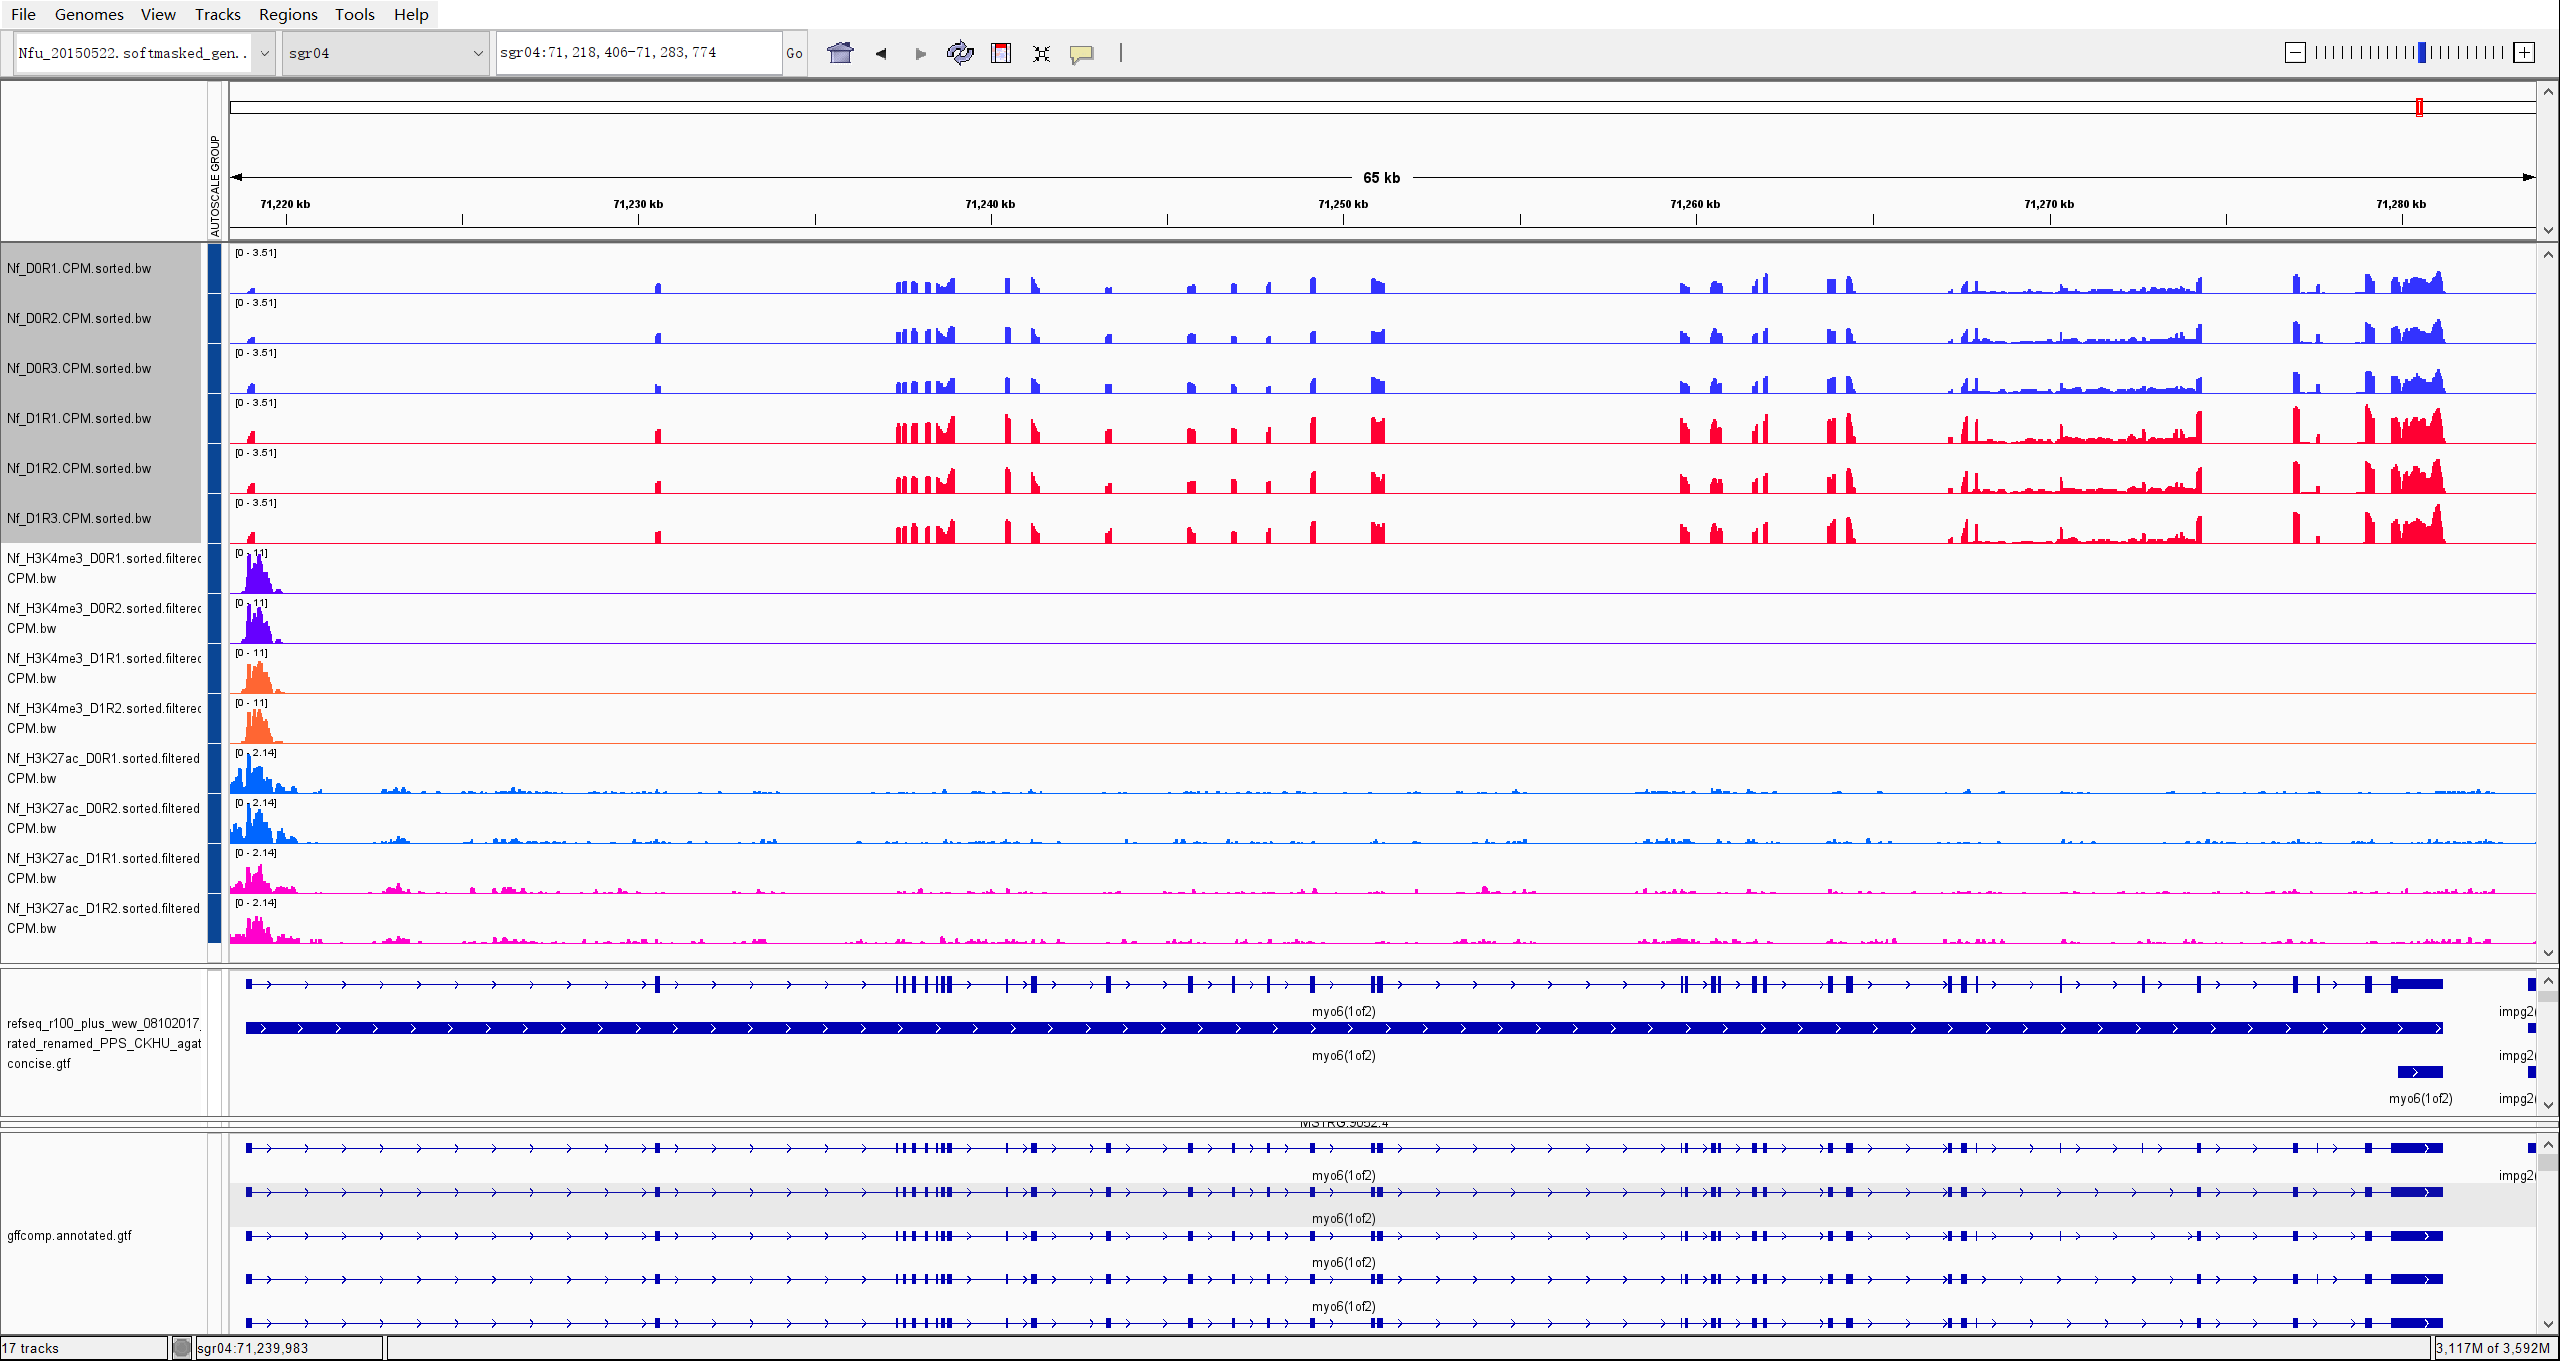 File Genomes View Tracks Regions Tools Help
Nfu_20150522.softmasked_gen.. sgr04 sgr04:71,218,406-71,283,774 Go
AUTOSCALE GROUP
65 kb
71,220 kb 71,230 kb 71,240 kb 71,250 kb 71,260 kb 71,270 kb 71,280 kb
[0 - 3.51]
Nf_D0R1.CPM.sorted.bw
[0 - 3.51]
Nf_D0R2.CPM.sorted.bw
[0 - 3.51]
Nf_D0R3.CPM.sorted.bw
[0 - 3.51]
Nf_D1R1.CPM.sorted.bw
[0 - 3.51]
Nf_D1R2.CPM.sorted.bw
[0 - 3.51]
Nf_D1R3.CPM.sorted.bw
[0 - 11]
Nf_H3K4me3_D0R1.sorted.filtered
CPM.bw
[0 - 11]
Nf_H3K4me3_D0R2.sorted.filtered
CPM.bw
[0 - 11]
Nf_H3K4me3_D1R1.sorted.filtered
CPM.bw
[0 - 11]
Nf_H3K4me3_D1R2.sorted.filtered
CPM.bw
[0 - 2.14]
Nf_H3K27ac_D0R1.sorted.filtered
CPM.bw
[0 - 2.14]
Nf_H3K27ac_D0R2.sorted.filtered
CPM.bw
[0 - 2.14]
Nf_H3K27ac_D1R1.sorted.filtered
CPM.bw
[0 - 2.14]
Nf_H3K27ac_D1R2.sorted.filtered
CPM.bw
myo6(1of2) impg2(
refseq_r100_plus_wew_08102017_
rated_renamed_PPS_CKHU_agat
concise.gtf
myo6(1of2) impg2(
myo6(1of2) impg2(
MSTRG.9052.4
myo6(1of2) impg2(
myo6(1of2)
gffcomp.annotated.gtf
myo6(1of2)
myo6(1of2)
17 tracks sgr04:71,239,983 3,117M of 3,592M